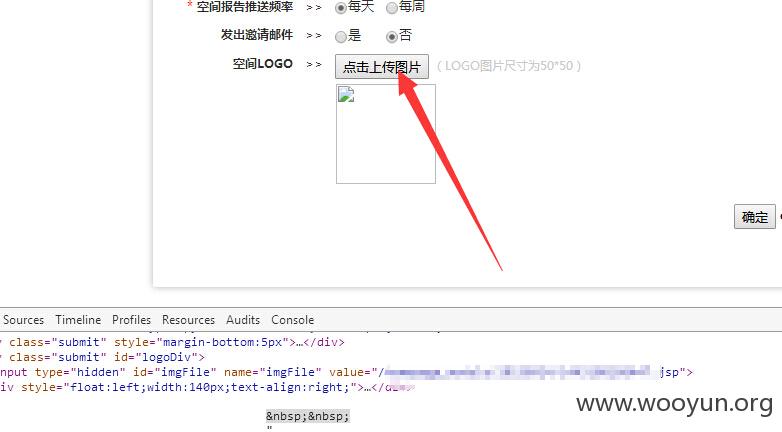 * 空间报告推送频率 >> 每天 每周
发出邀请邮件 >> 是 否
空间LOGO >> 点击上传图片 ( LOGO图片尺寸为50*50 )
确定
Sources Timeline Profiles Resources Audits Console
class="submit" style="margin-bottom:5px">…</div>
class="submit" id="logoDiv">
nput type="hidden" id="imgFile" name="imgFile" value="/ jsp">
iv style="float:left;width:140px;text-align:right;">…</div>
&nbsp;&nbsp;
"
www.wooyun.org